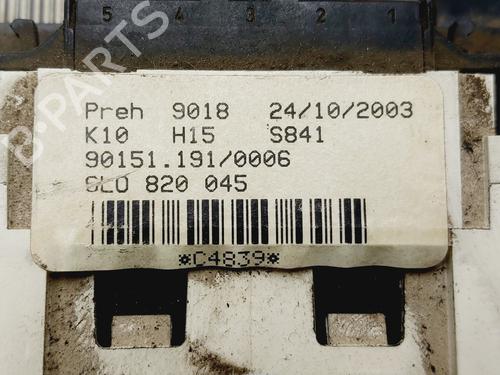 5 4 3 2 1
Preh 9018 24/10/2003
K10 H15 S841
90151.191/0006
6L0 820 045
*C4839*
B-Parts